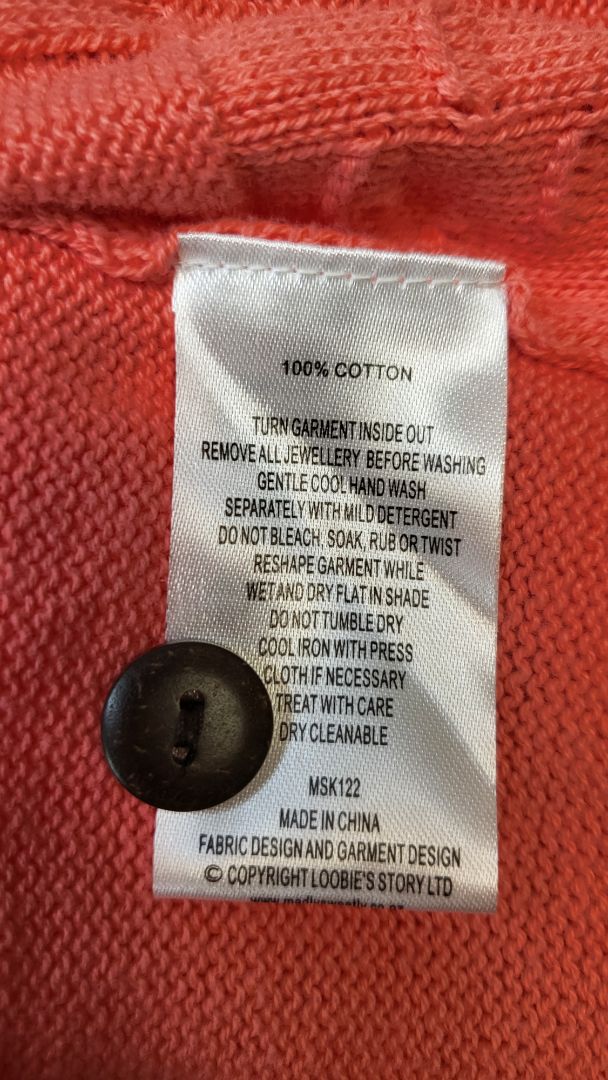 100% COTTON
TURN GARMENT INSIDE OUT
REMOVE ALL JEWELLERY BEFORE WASHING
GENTLE COOL HAND WASH
SEPARATELY WITH MILD DETERGENT
DO NOT BLEACH, SOAK, RUB OR TWIST
RESHAPE GARMENT WHILE
WET AND DRY FLAT IN SHADE
DO NOT TUMBLE DRY
COOL IRON WITH PRESS
CLOTH IF NECESSARY
TREAT WITH CARE
DRY CLEANABLE
MSK122
MADE IN CHINA
FABRIC DESIGN AND GARMENT DESIGN
© COPYRIGHT LOOBIE'S STORY LTD